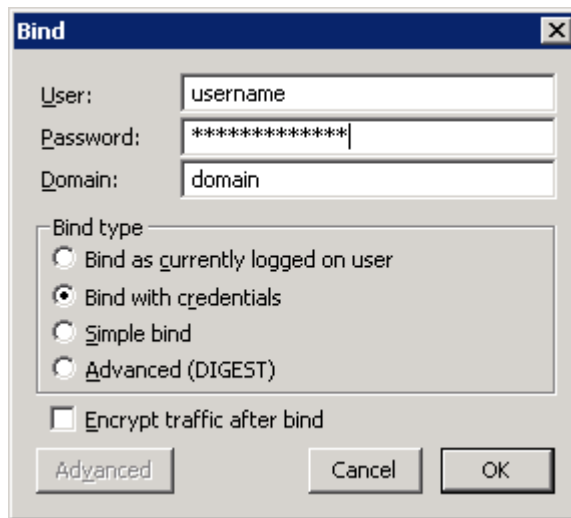 Bind
User: username
Password: *************
Domain: domain
Bind type
Bind as currently logged on user
Bind with credentials
Simple bind
Advanced (DIGEST)
Encrypt traffic after bind
Advanced Cancel OK